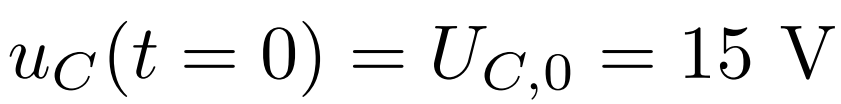 u_C(t = 0) = U_{C,0} = 15 V